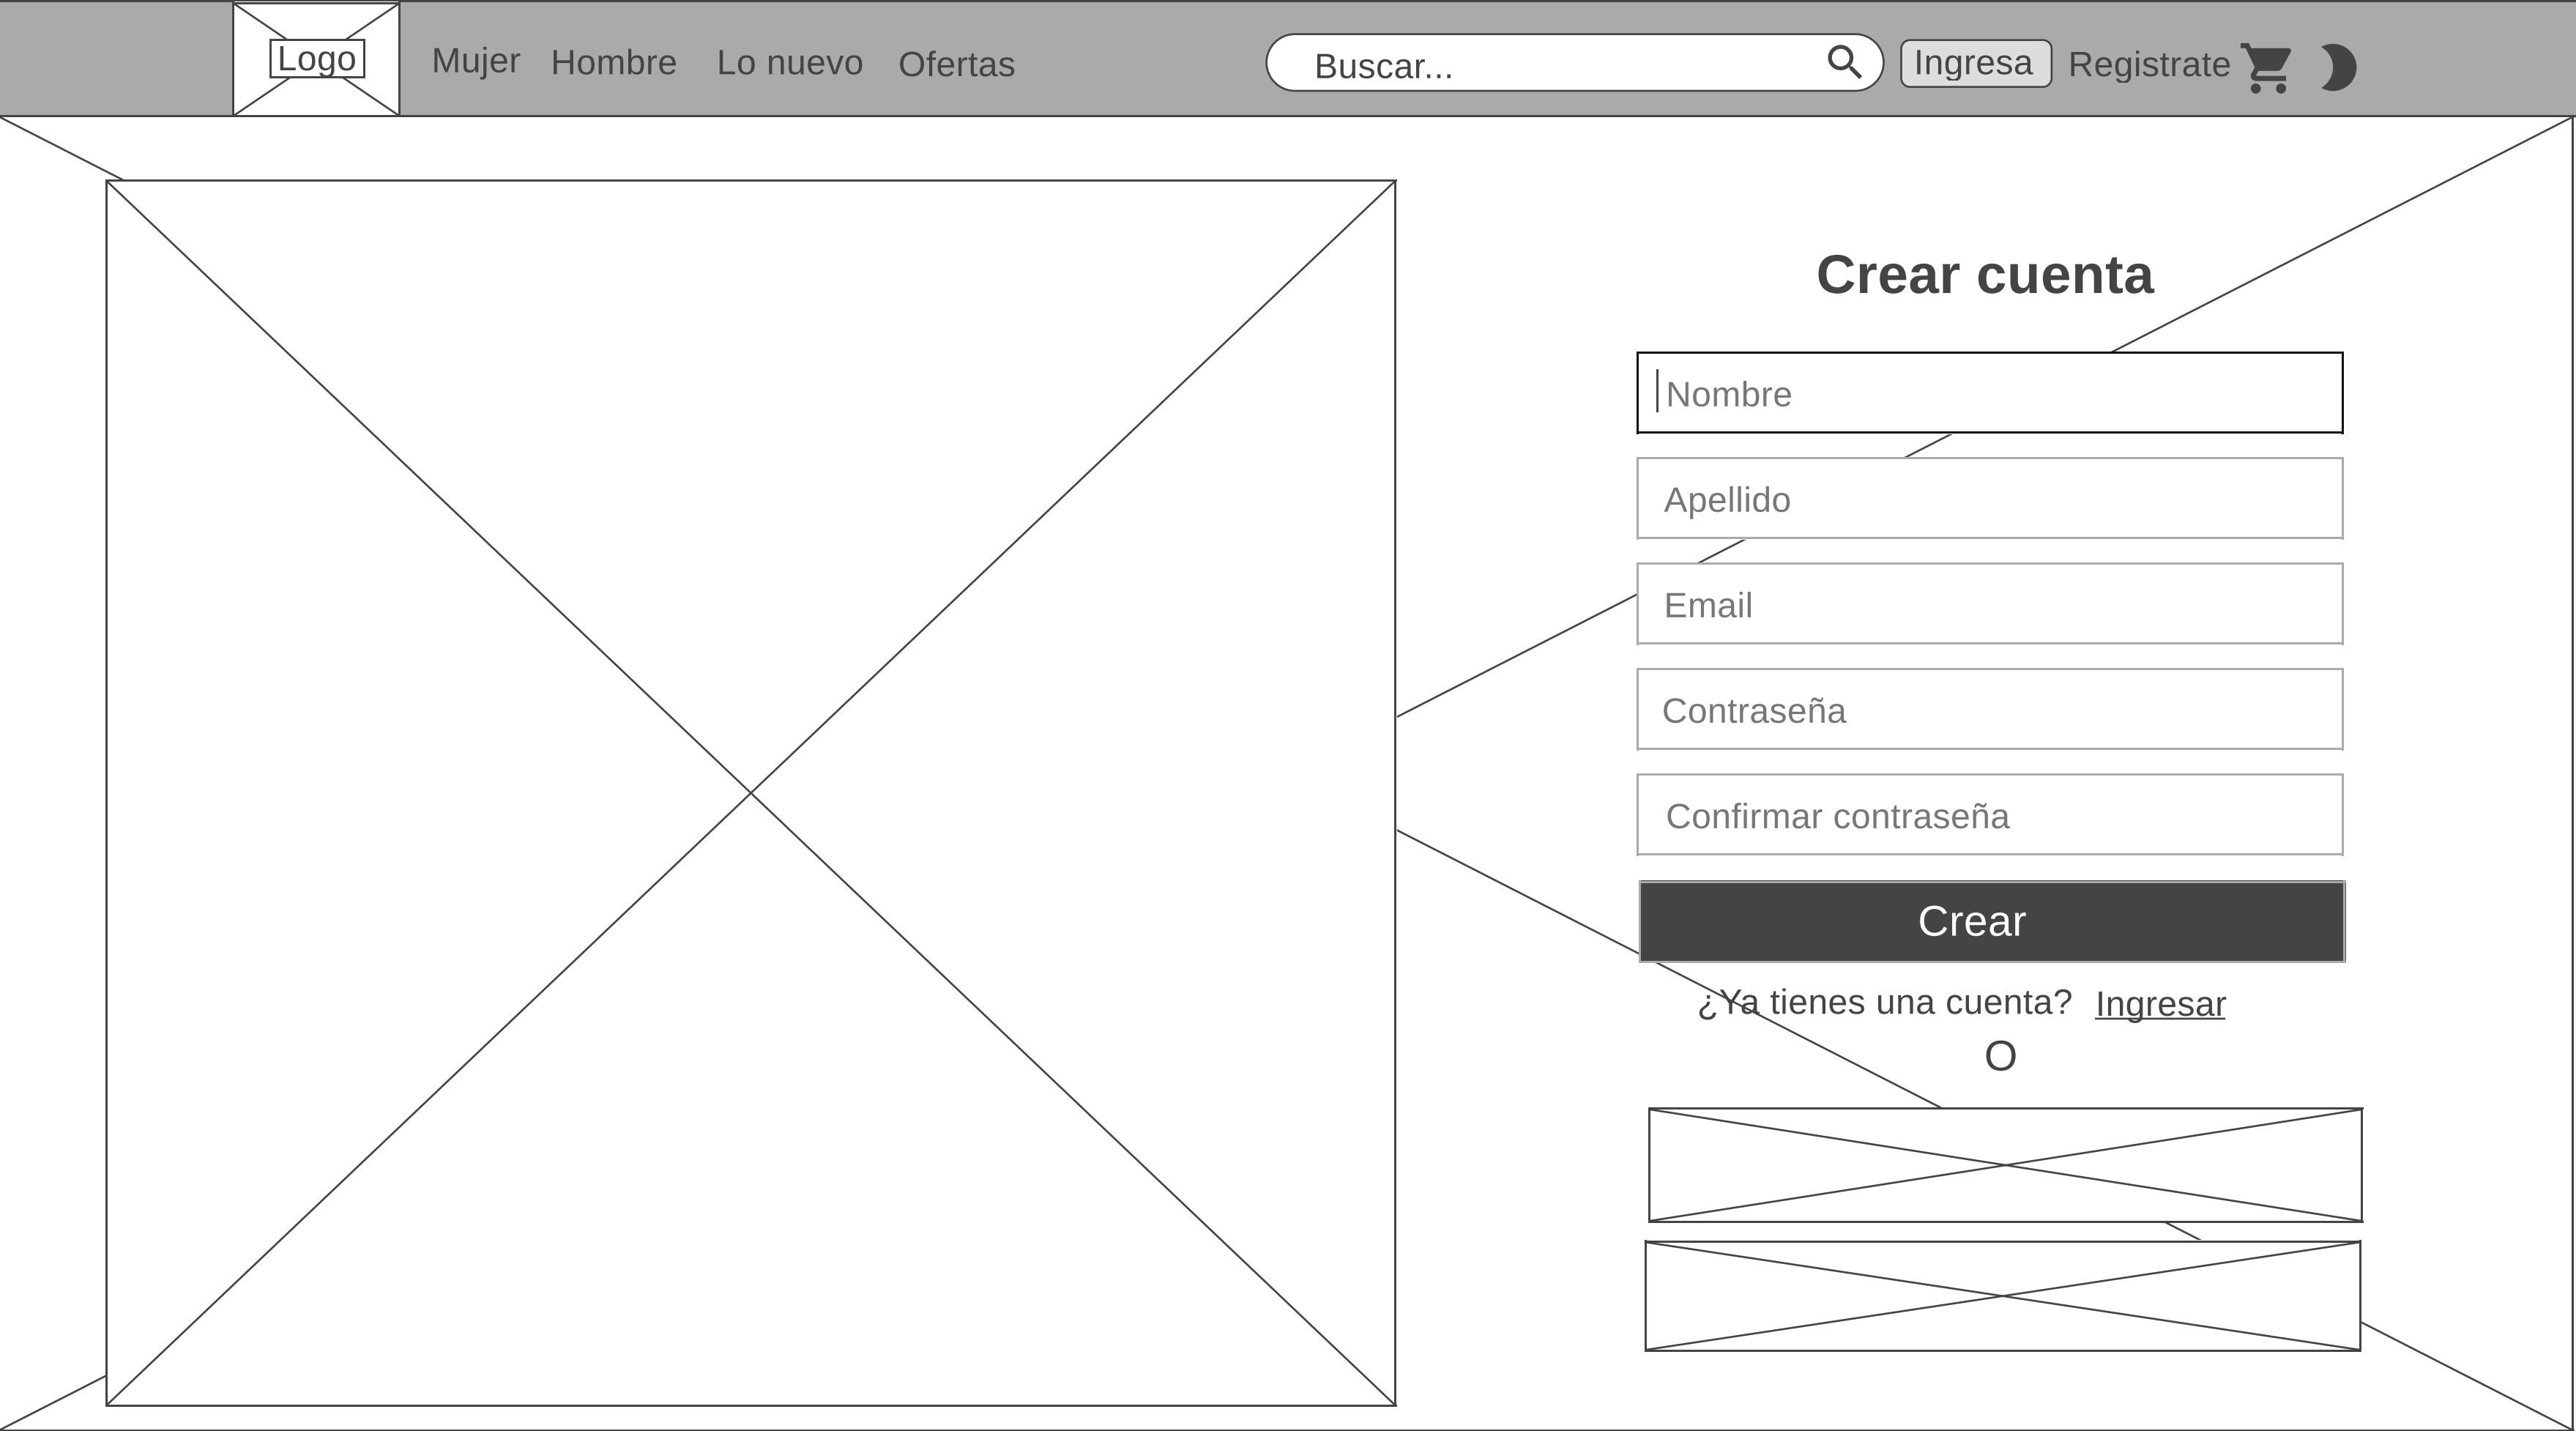 Logo
Mujer
Hombre
Lo nuevo
Ofertas
Buscar...
Ingresa
Registrate
Crear cuenta
Nombre
Apellido
Email
Contraseña
Confirmar contraseña
Crear
¿Ya tienes una cuenta? Ingresar
O